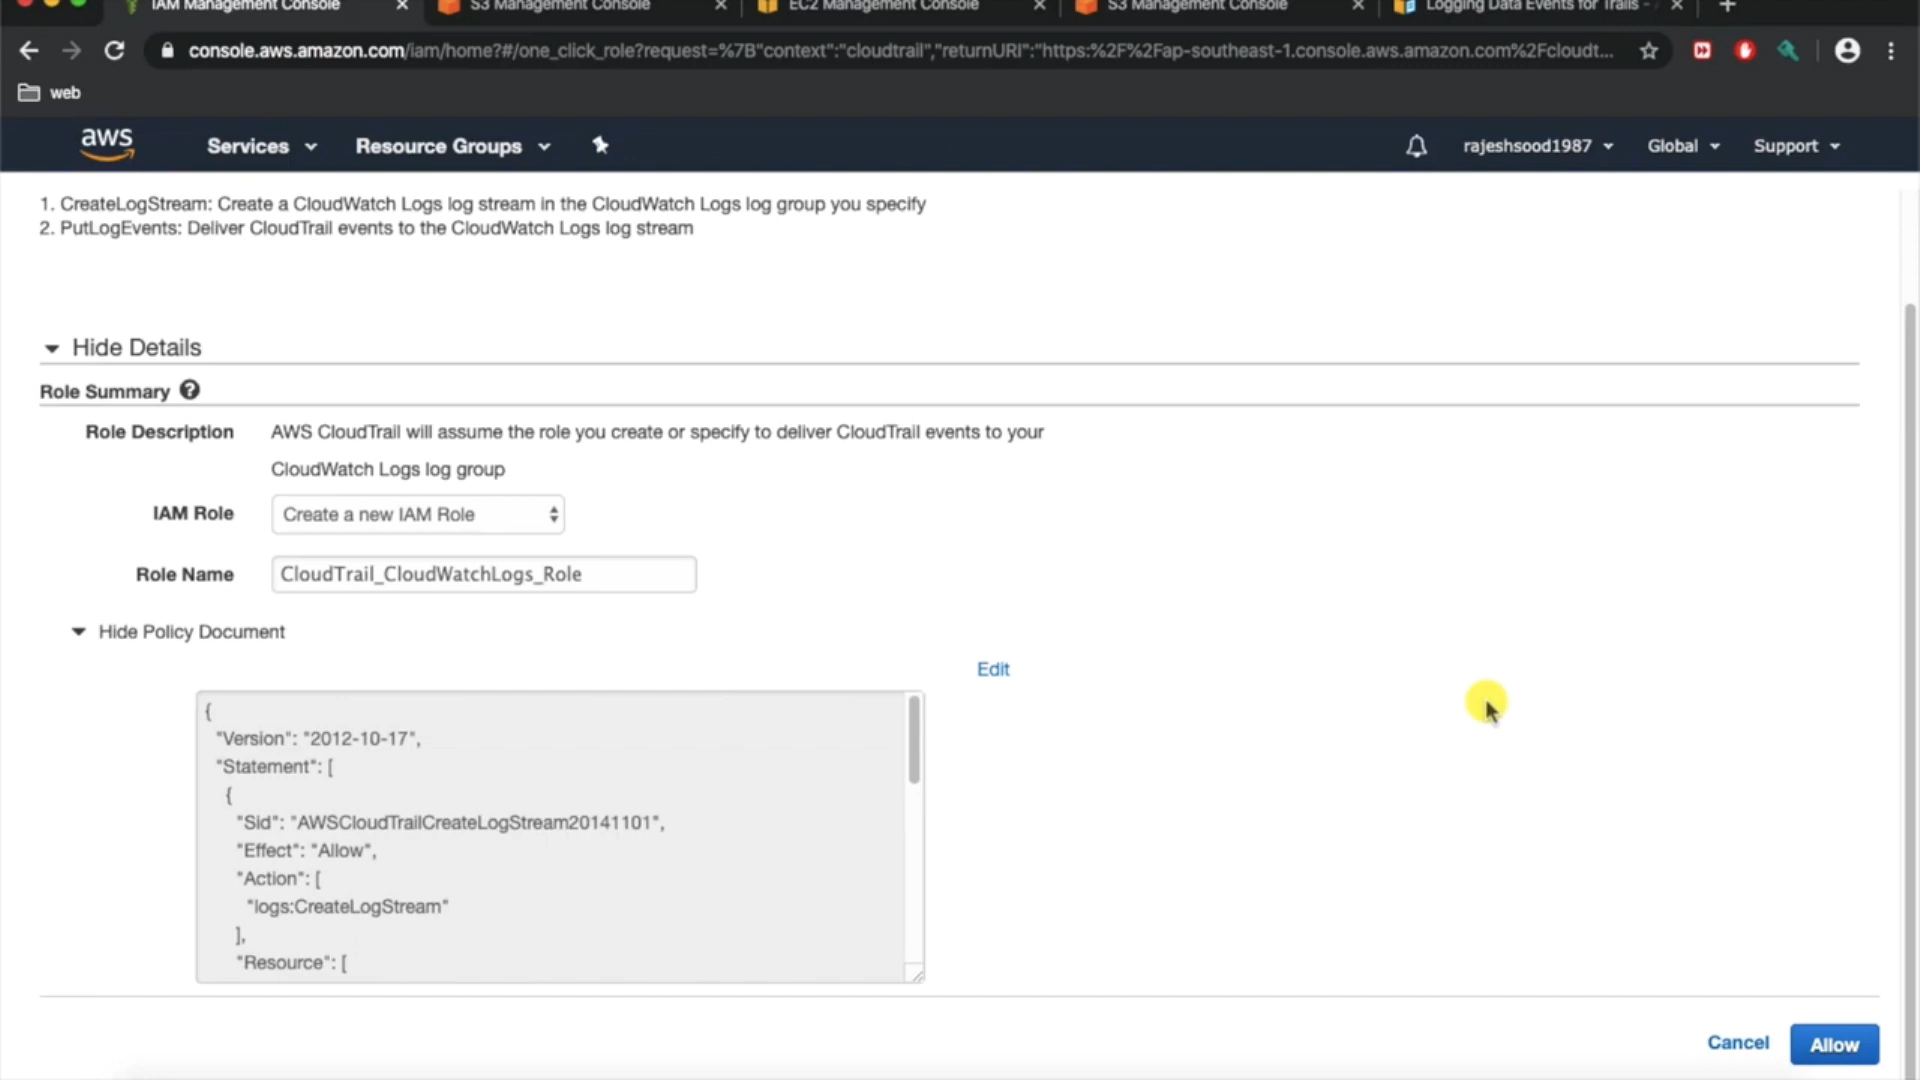 IAM Management Console
S3 Management Console
EC2 Management Console
S3 Management Console
Logging Data Events for Trails -
console.aws.amazon.com/iam/home?#/one_click_role?request=%7B"context":"cloudtrail","returnURI":"https:%2F%2Fap-southeast-1.console.aws.amazon.com%2Fcloudt...
web
aws
Services
Resource Groups
rajeshsood1987
Global
Support
1. CreateLogStream: Create a CloudWatch Logs log stream in the CloudWatch Logs log group you specify
2. PutLogEvents: Deliver CloudTrail events to the CloudWatch Logs log stream
Hide Details
Role Summary
Role Description AWS CloudTrail will assume the role you create or specify to deliver CloudTrail events to your
CloudWatch Logs log group
IAM Role Create a new IAM Role
Role Name CloudTrail_CloudWatchLogs_Role
Hide Policy Document
Edit
{
"Version": "2012-10-17",
"Statement": [
{
"Sid": "AWSCloudTrailCreateLogStream20141101",
"Effect": "Allow",
"Action": [
"logs:CreateLogStream"
],
"Resource": [
Cancel
Allow